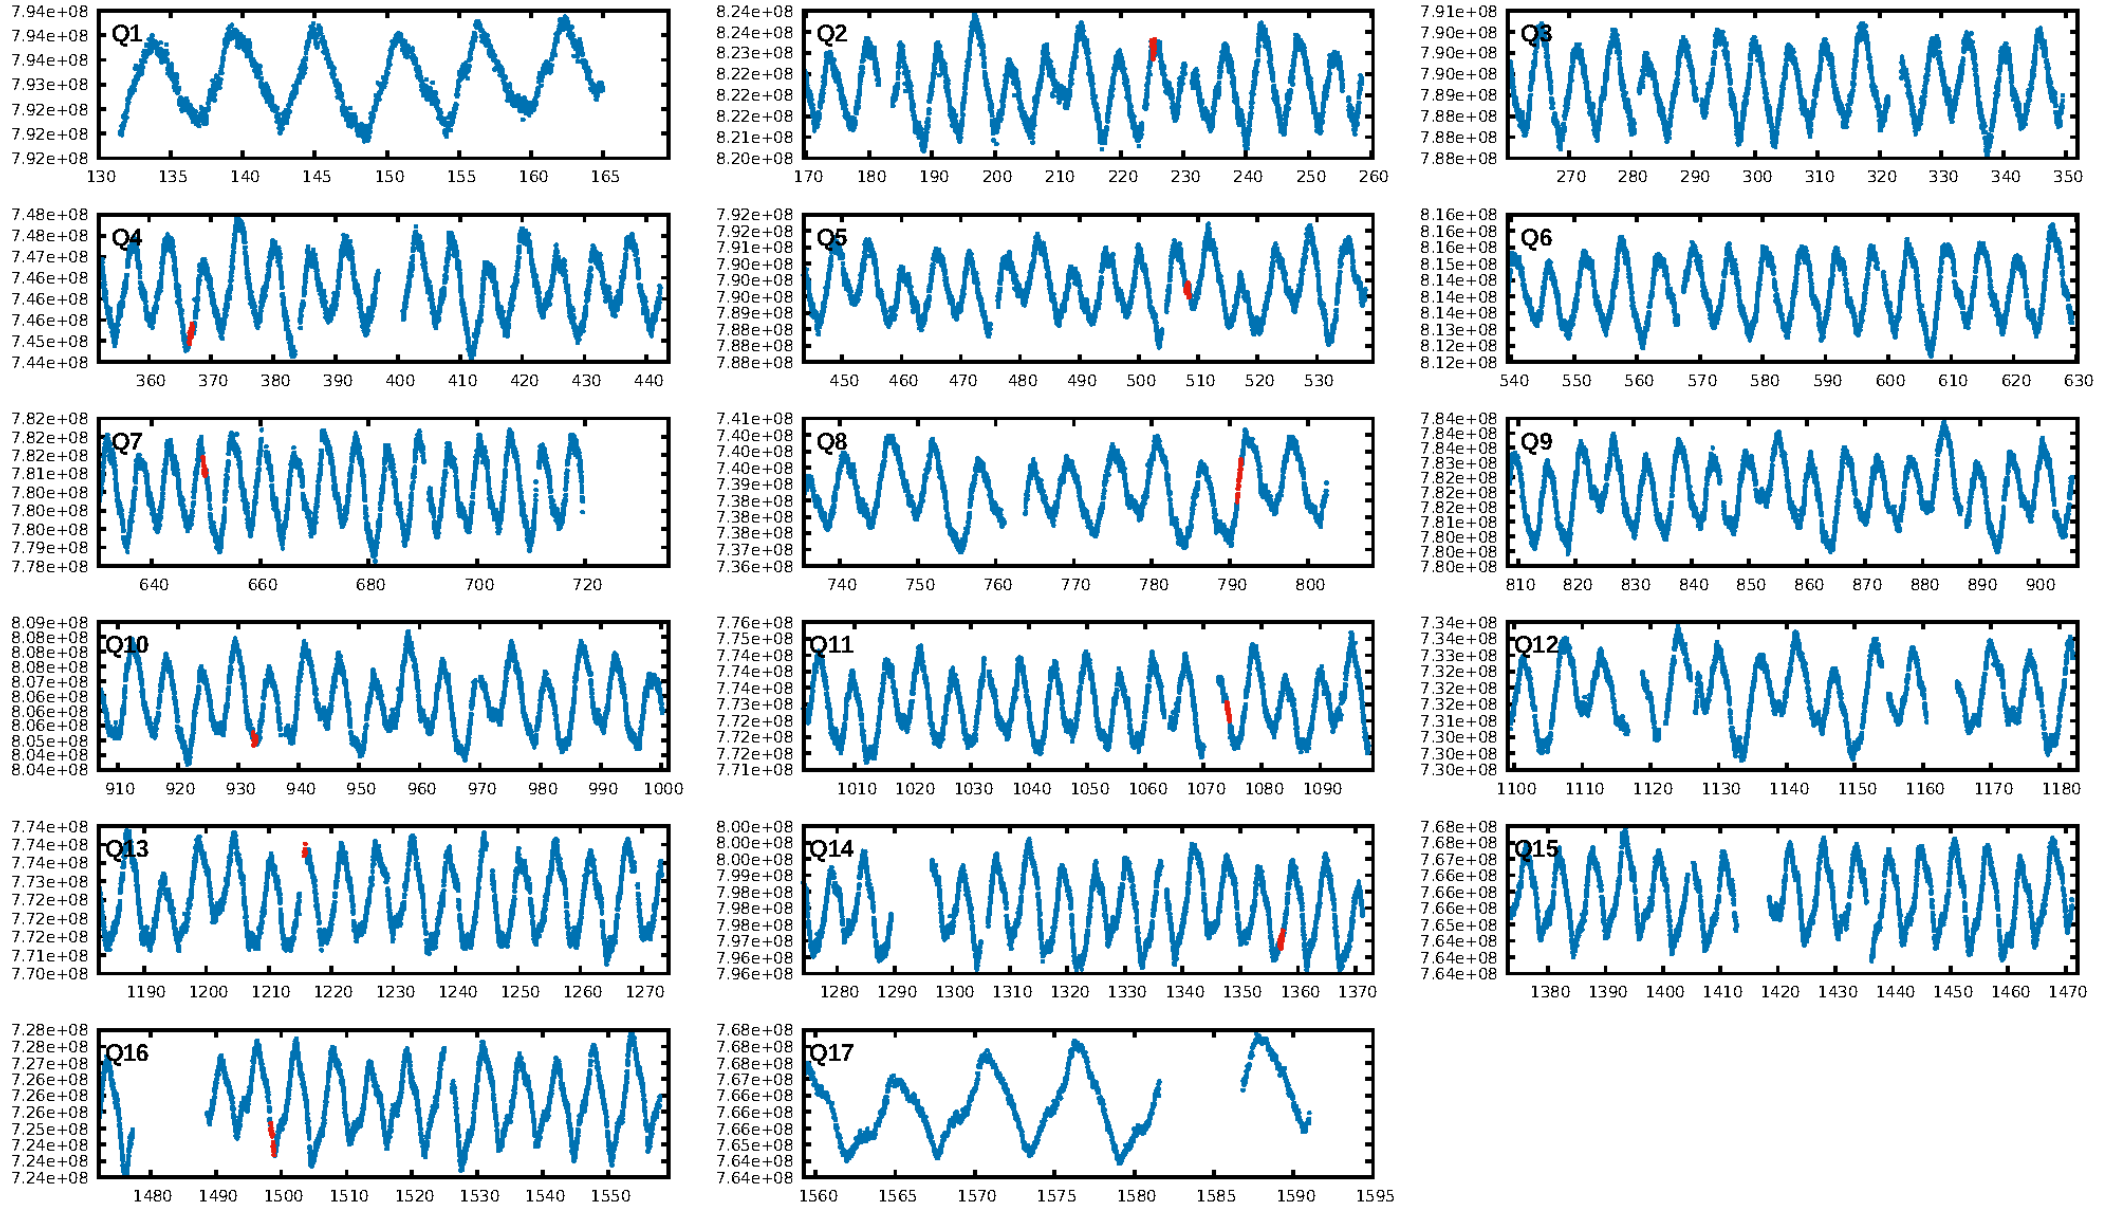 7.94e+08 7.94e+08 7.93e+08 7.93e+08 7.92e+08 7.92e+08 7.92e+08
Q1
130 135 140 145 150 155 160 165
8.24e+08 8.24e+08 8.23e+08 8.22e+08 8.22e+08 8.22e+08 8.21e+08 8.20e+08
Q2
170 180 190 200 210 220 230 240 250 260
7.91e+08 7.90e+08 7.90e+08 7.89e+08 7.89e+08 7.88e+08 7.88e+08
Q3
270 280 290 300 310 320 330 340 350
7.48e+08 7.48e+08 7.47e+08 7.46e+08 7.46e+08 7.46e+08 7.45e+08 7.44e+08
Q4
360 370 380 390 400 410 420 430 440
7.92e+08 7.92e+08 7.91e+08 7.90e+08 7.90e+08 7.90e+08 7.89e+08 7.88e+08 7.88e+08 7.88e+08
Q5
450 460 470 480 490 500 510 520 530
8.16e+08 8.16e+08 8.15e+08 8.14e+08 8.14e+08 8.13e+08 8.12e+08 8.12e+08
Q6
540 550 560 570 580 590 600 610 620 630
7.82e+08 7.82e+08 7.82e+08 7.81e+08 7.80e+08 7.80e+08 7.80e+08 7.79e+08 7.78e+08
Q7
640 660 680 700 720
7.41e+08 7.40e+08 7.40e+08 7.39e+08 7.38e+08 7.38e+08 7.38e+08 7.37e+08 7.36e+08
Q8
740 750 760 770 780 790 800
7.84e+08 7.84e+08 7.83e+08 7.83e+08 7.82e+08 7.82e+08 7.81e+08 7.80e+08 7.80e+08 7.80e+08
Q9
810 820 830 840 850 860 870 880 890 900
8.09e+08 8.08e+08 8.08e+08 8.07e+08 8.06e+08 8.06e+08 8.06e+08 8.05e+08 8.04e+08 8.04e+08
Q10
910 920 930 940 950 960 970 980 990 1000
7.76e+08 7.75e+08 7.74e+08 7.74e+08 7.73e+08 7.72e+08 7.72e+08 7.72e+08 7.71e+08
Q11
1010 1020 1030 1040 1050 1060 1070 1080 1090
7.34e+08 7.34e+08 7.33e+08 7.32e+08 7.32e+08 7.31e+08 7.31e+08 7.30e+08 7.30e+08
Q12
1100 1110 1120 1130 1140 1150 1160 1170 1180
7.74e+08 7.74e+08 7.74e+08 7.73e+08 7.72e+08 7.72e+08 7.72e+08 7.71e+08 7.70e+08
Q13
1190 1200 1210 1220 1230 1240 1250 1260 1270
8.00e+08 8.00e+08 7.99e+08 7.98e+08 7.98e+08 7.98e+08 7.97e+08 7.96e+08 7.96e+08
Q14
1280 1290 1300 1310 1320 1330 1340 1350 1360 1370
7.68e+08 7.68e+08 7.67e+08 7.66e+08 7.66e+08 7.66e+08 7.65e+08 7.64e+08 7.64e+08
Q15
1380 1390 1400 1410 1420 1430 1440 1450 1460 1470
7.28e+08 7.28e+08 7.27e+08 7.26e+08 7.26e+08 7.26e+08 7.25e+08 7.24e+08 7.24e+08 7.24e+08
Q16
1480 1490 1500 1510 1520 1530 1540 1550
7.68e+08 7.68e+08 7.68e+08 7.67e+08 7.66e+08 7.66e+08 7.65e+08 7.64e+08 7.64e+08
Q17
1560 1565 1570 1575 1580 1585 1590 1595